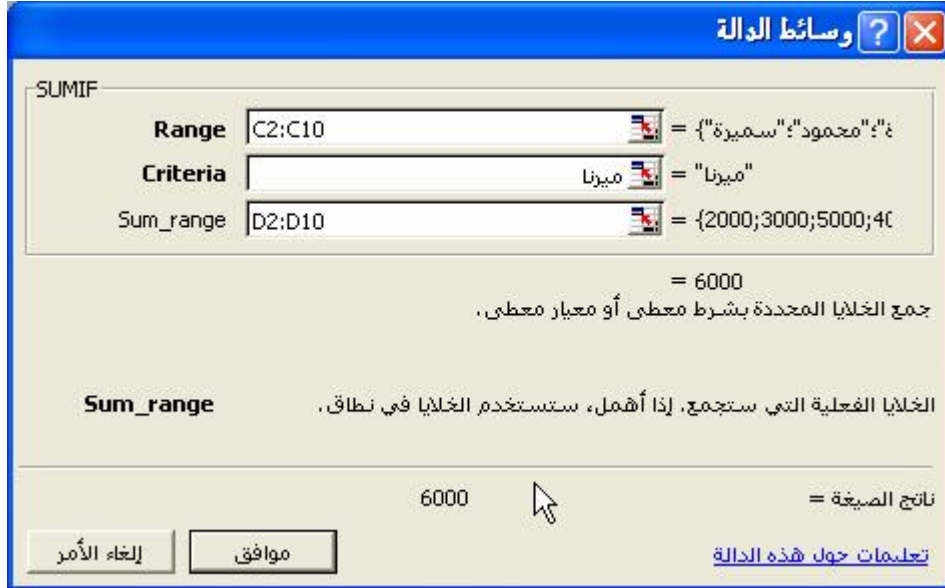 وسائط الدالة
SUMIF
Range C2:C10 = {"سميرة";"محمود";"ة
Criteria ميرنا = "ميرنا"
Sum_range D2:D10 = {2000;3000;5000;4(
= 6000
جمع الخلايا المحددة بشرط معطى أو معيار معطى.
Sum_range الخلايا الفعلية التي ستجمع. إذا أهمل، ستستخدم الخلايا في نطاق.
ناتج الصيغة = 6000
تعليمات حول هذه الدالة موافق إلغاء الأمر